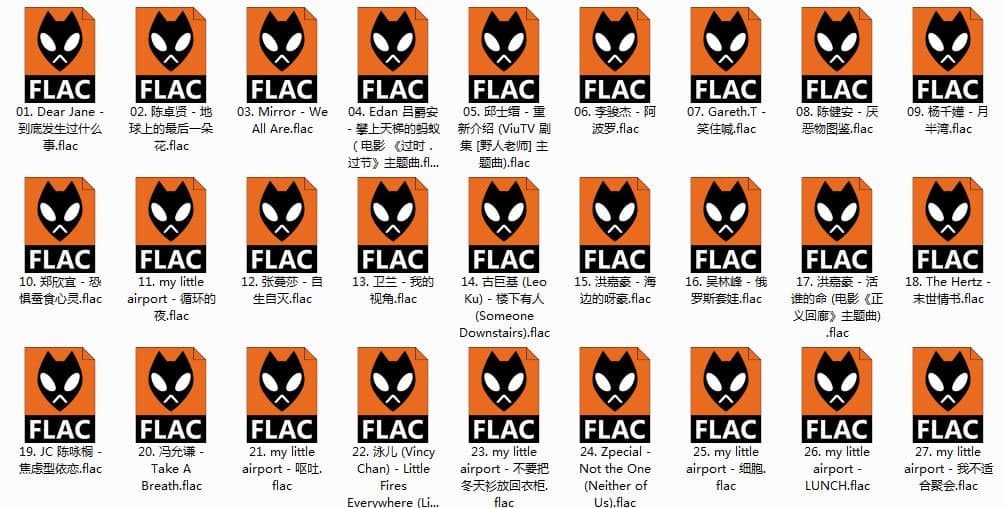 FLAC FLAC FLAC FLAC FLAC FLAC FLAC FLAC FLAC
01. Dear Jane -
到底发生过什么
事.flac
02. 陈卓贤 - 地
球上的最后一朵
花.flac
03. Mirror - We
All Are.flac
04. Edan 吕爵安
- 攀上天梯的蚂蚁
( 电影 《过时 .
过节》主题曲.fl...
05. 邱士缙 - 重
新介绍 (ViuTV 剧
集 [野人老师] 主
题曲).flac
06. 李骏杰 - 阿
波罗.flac
07. Gareth.T -
笑住喊.flac
08. 陈健安 - 厌
恶物图鉴.flac
09. 杨千嬅 - 月
半湾.flac
FLAC FLAC FLAC FLAC FLAC FLAC FLAC FLAC FLAC
10. 郑欣宜 - 恐
惧蚕食心灵.flac
11. my little
airport - 循环的
夜.flac
12. 张蔓莎 - 自
生自灭.flac
13. 卫兰 - 我的
视角.flac
14. 古巨基 (Leo
Ku) - 楼下有人
(Someone
Downstairs).flac
15. 洪嘉豪 - 海
边的呀豪.flac
16. 吴林峰 - 俄
罗斯套娃.flac
17. 洪嘉豪 - 活
谁的命 (电影《正
义回廊》主题曲)
.flac
18. The Hertz -
末世情书.flac
FLAC FLAC FLAC FLAC FLAC FLAC FLAC FLAC FLAC
19. JC 陈咏桐 -
焦虑型依恋.flac
20. 冯允谦 -
Take A
Breath.flac
21. my little
airport - 呕吐.
flac
22. 泳儿 (Vincy
Chan) - Little
Fires
Everywhere (Li...
23. my little
airport - 不要把
冬天衫放回衣柜.
flac
24. Zpecial -
Not the One
(Neither of
Us).flac
25. my little
airport - 细胞.
flac
26. my little
airport -
LUNCH.flac
27. my little
airport - 我不适
合聚会.flac